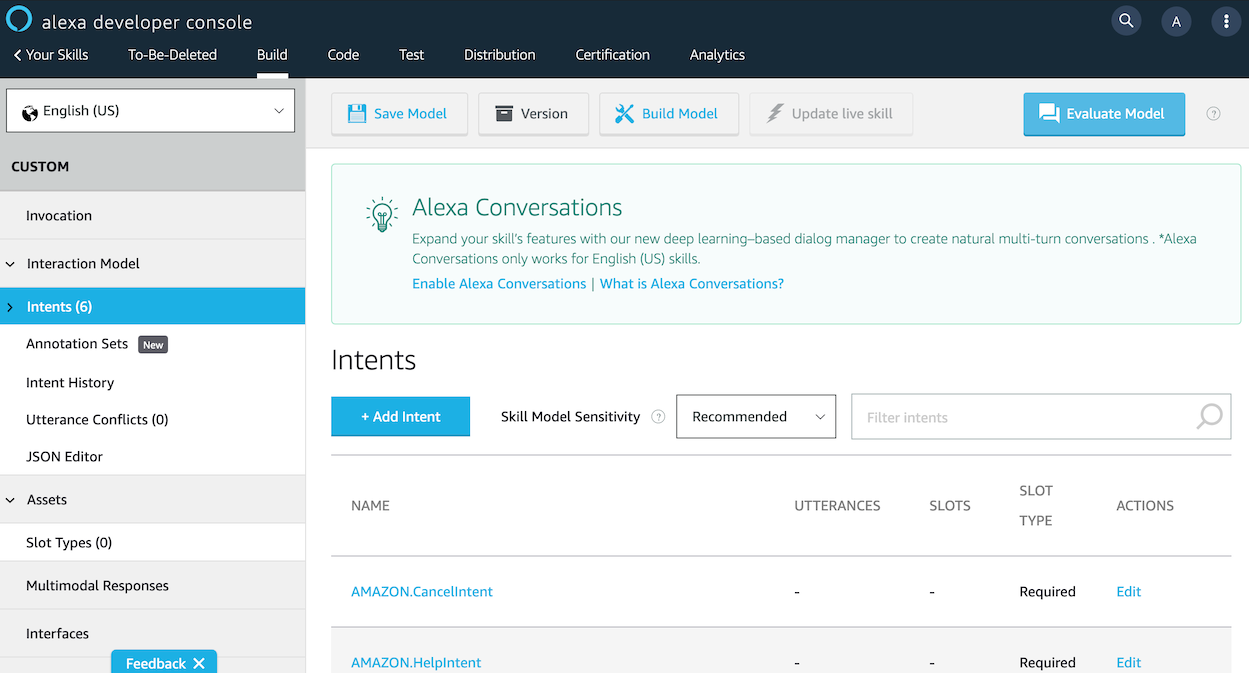 alexa developer console
A
Your Skills To-Be-Deleted Build Code Test Distribution Certification Analytics
English (US)
Save Model Version Build Model Update live skill Evaluate Model ?
CUSTOM
Invocation
Interaction Model
Intents (6)
Annotation Sets New
Intent History
Utterance Conflicts (0)
JSON Editor
Assets
Slot Types (0)
Multimodal Responses
Interfaces
Feedback
Alexa Conversations
Expand your skill's features with our new deep learning–based dialog manager to create natural multi-turn conversations . *Alexa
Conversations only works for English (US) skills.
Enable Alexa Conversations | What is Alexa Conversations?
Intents
+ Add Intent Skill Model Sensitivity ? Recommended Filter intents
NAME UTTERANCES SLOTS SLOT TYPE ACTIONS
AMAZON.CancelIntent - - Required Edit
AMAZON.HelpIntent - - Required Edit